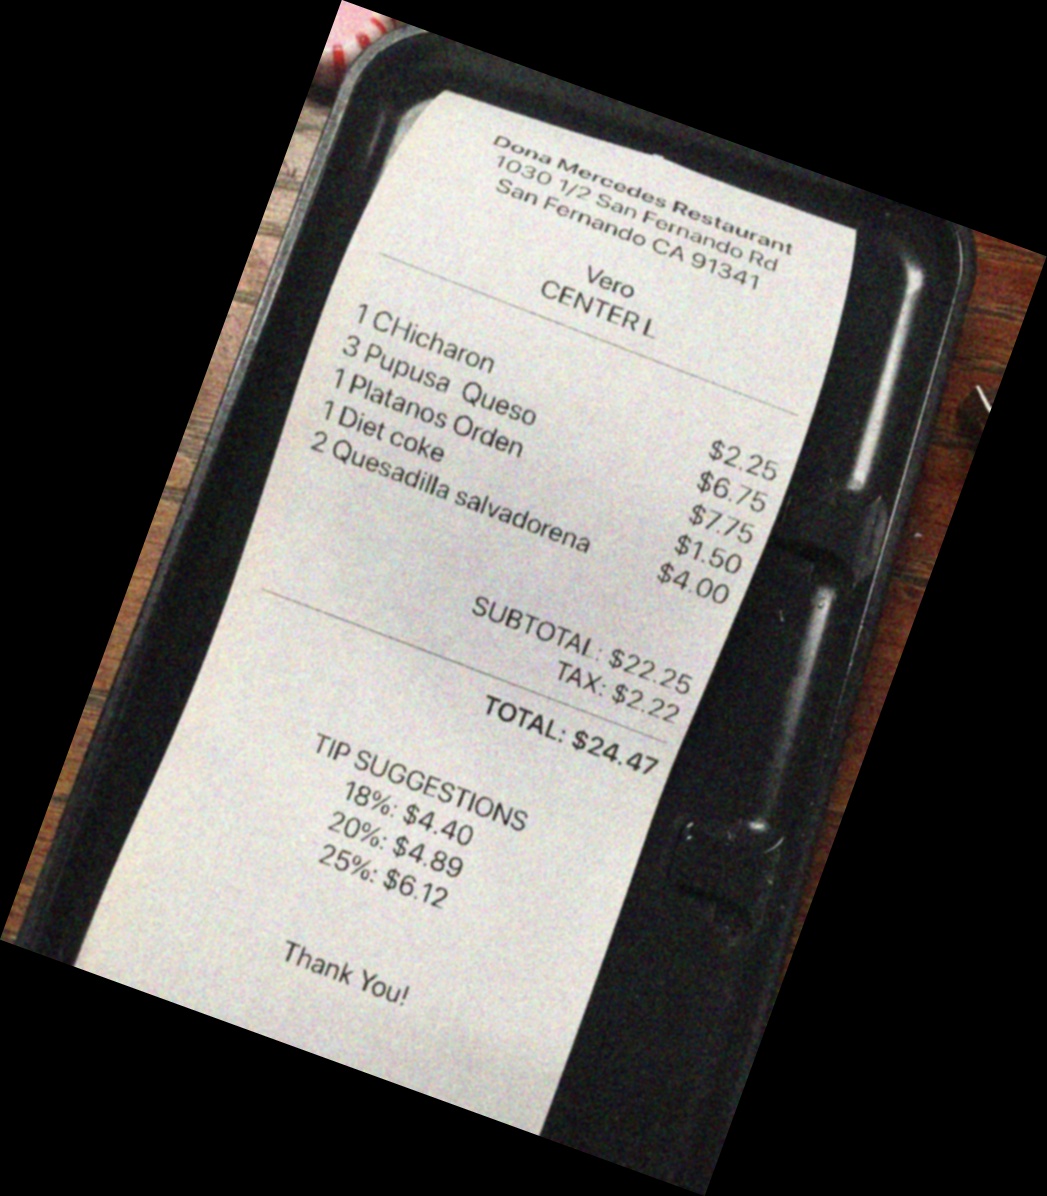 Dona Mercedes Restaurant
1030 1/2 San Fernando Rd
San Fernando CA 91341
Vero
CENTER L
1 CHicharon $2.25
3 Pupusa Queso $6.75
1 Platanos Orden $7.75
1 Diet coke $1.50
2 Quesadilla salvadorena $4.00
SUBTOTAL: $22.25
TAX: $2.22
TOTAL: $24.47
TIP SUGGESTIONS
18%: $4.40
20%: $4.89
25%: $6.12
Thank You!